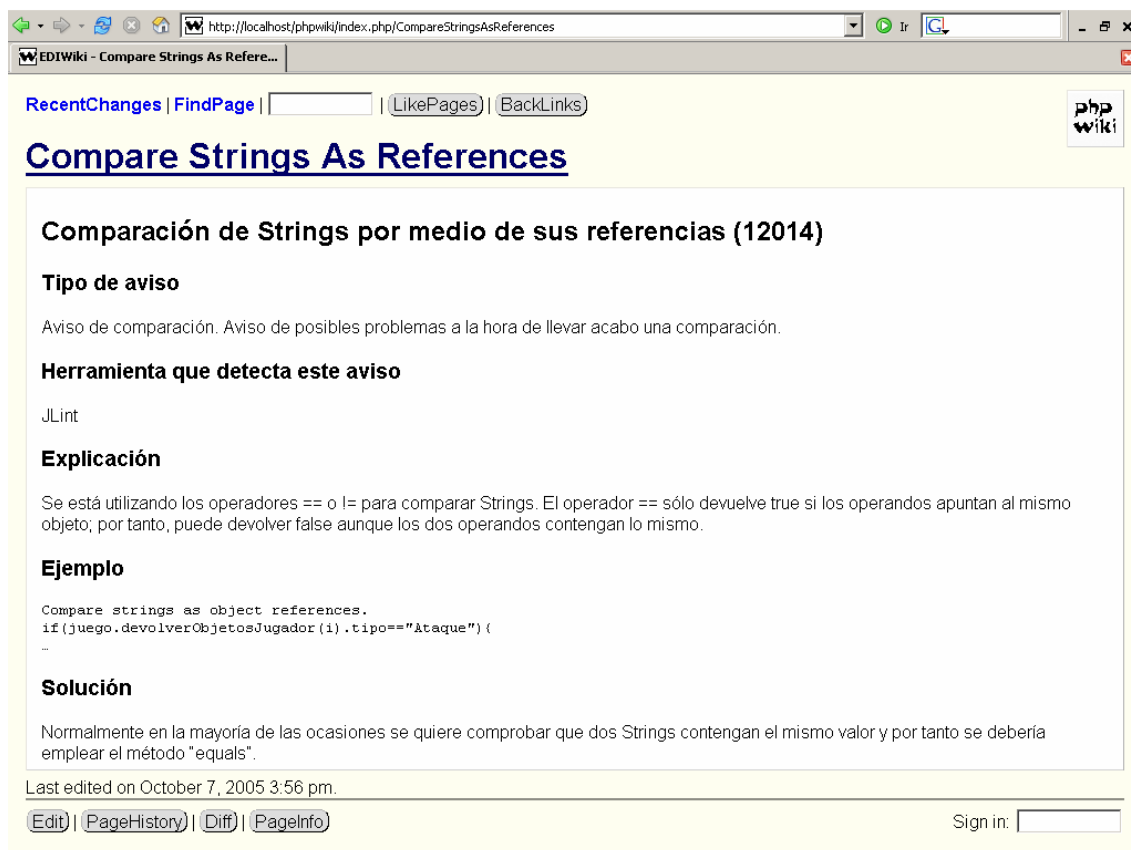 http://localhost/phpwiki/index.php/CompareStringsAsReferences
Ir
EDIWiki - Compare Strings As Refere...
RecentChanges | FindPage | | LikePages) | BackLinks)
php
wiki
Compare Strings As References
Comparación de Strings por medio de sus referencias (12014)
Tipo de aviso
Aviso de comparación. Aviso de posibles problemas a la hora de llevar acabo una comparación.
Herramienta que detecta este aviso
JLint
Explicación
Se está utilizando los operadores == o != para comparar Strings. El operador == sólo devuelve true si los operandos apuntan al mismo
objeto; por tanto, puede devolver false aunque los dos operandos contengan lo mismo.
Ejemplo
Compare strings as object references.
if(juego.devolverObjetosJugador(i).tipo=="Ataque"){
…
Solución
Normalmente en la mayoría de las ocasiones se quiere comprobar que dos Strings contengan el mismo valor y por tanto se debería
emplear el método "equals".
Last edited on October 7, 2005 3:56 pm.
Edit) | PageHistory) | Diff) | PageInfo)
Sign in: